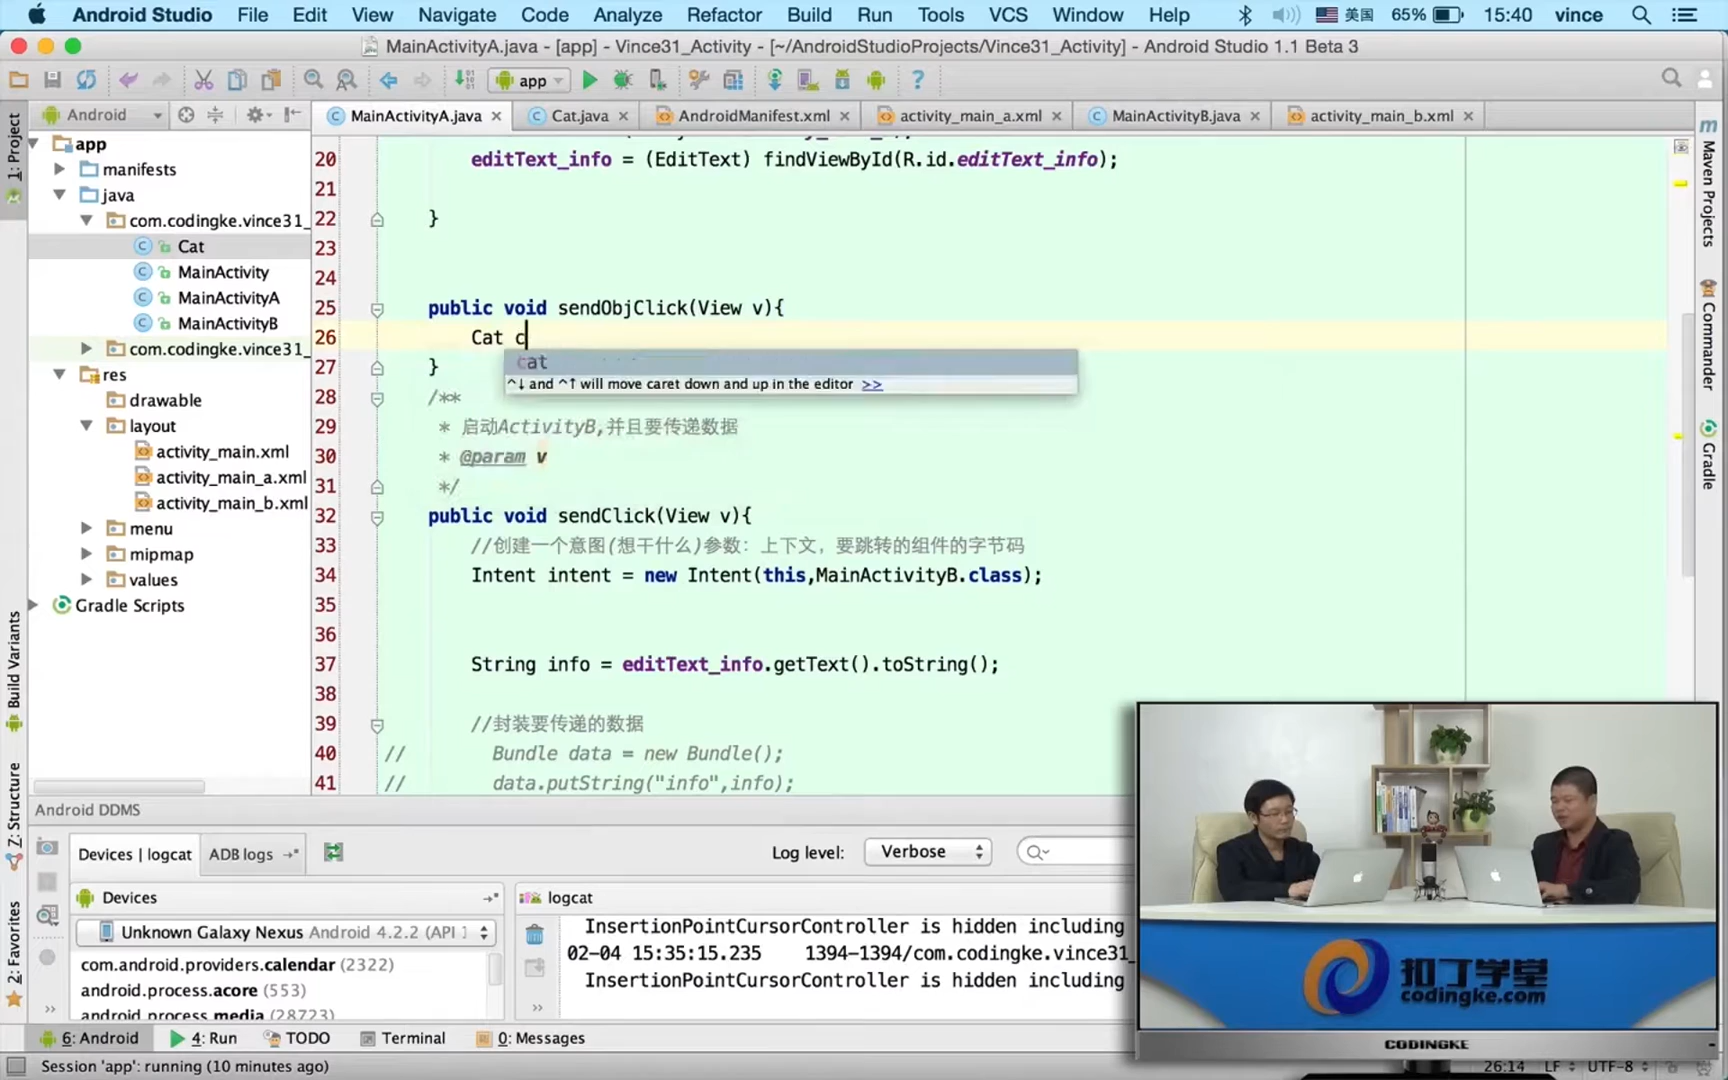 Android Studio File Edit View Navigate Code Analyze Refactor Build Run Tools VCS Window Help 美国 65% 15:40 vince
MainActivityA.java - [app] - Vince31_Activity - [~/AndroidStudioProjects/Vince31_Activity] - Android Studio 1.1 Beta 3
app
Android MainActivityA.java Cat.java AndroidManifest.xml activity_main_a.xml MainActivityB.java activity_main_b.xml
1: Project
Build Variants
Z: Structure
2: Favorites
app
manifests
java
com.codingke.vince31_
Cat
MainActivity
MainActivityA
MainActivityB
com.codingke.vince31_
res
drawable
layout
activity_main.xml
activity_main_a.xml
activity_main_b.xml
menu
mipmap
values
Gradle Scripts
20 editText_info = (EditText) findViewById(R.id.editText_info);
21
22 }
23
24
25 public void sendObjClick(View v){
26 Cat c
cat
^↓ and ^↑ will move caret down and up in the editor >>
27 }
28 /**
29 * 启动ActivityB,并且要传递数据
30 * @param v
31 */
32 public void sendClick(View v){
33 //创建一个意图(想干什么)参数: 上下文, 要跳转的组件的字节码
34 Intent intent = new Intent(this,MainActivityB.class);
35
36
37 String info = editText_info.getText().toString();
38
39 //封装要传递的数据
40 // Bundle data = new Bundle();
41 // data.putString("info",info);
Maven Projects
Commander
Gradle
Android DDMS
Devices | logcat ADB logs Log level: Verbose
Devices logcat
Unknown Galaxy Nexus Android 4.2.2 (API 1
com.android.providers.calendar (2322)
android.process.acore (553)
android.process.media (28723)
InsertionPointCursorController is hidden including
02-04 15:35:15.235 1394-1394/com.codingke.vince31_
InsertionPointCursorController is hidden including
扣丁学堂
codingke.com
CODINGKE
6: Android 4: Run TODO Terminal 0: Messages
Session 'app': running (10 minutes ago) 26:14 LF UTF-8